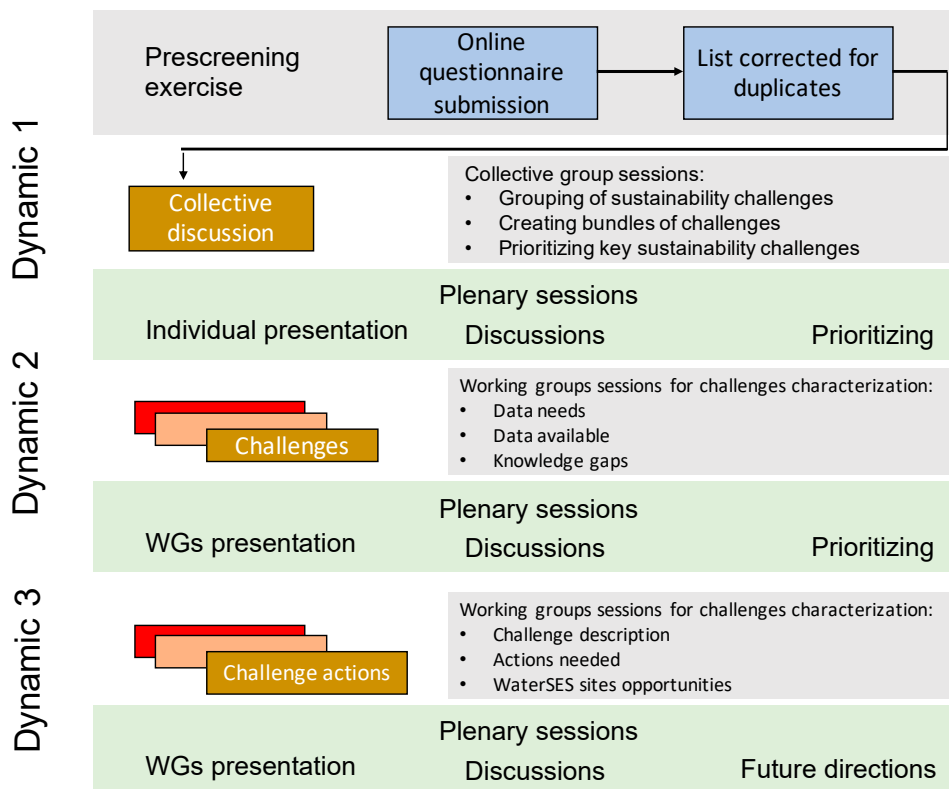 Prescreening
exercise
Online
questionnaire
submission
List corrected for
duplicates
Dynamic 1
Collective
discussion
Collective group sessions:
• Grouping of sustainability challenges
• Creating bundles of challenges
• Prioritizing key sustainability challenges
Plenary sessions
Individual presentation Discussions Prioritizing
Dynamic 2
Challenges
Working groups sessions for challenges characterization:
• Data needs
• Data available
• Knowledge gaps
Plenary sessions
WGs presentation Discussions Prioritizing
Dynamic 3
Challenge actions
Working groups sessions for challenges characterization:
• Challenge description
• Actions needed
• WaterSES sites opportunities
Plenary sessions
WGs presentation Discussions Future directions